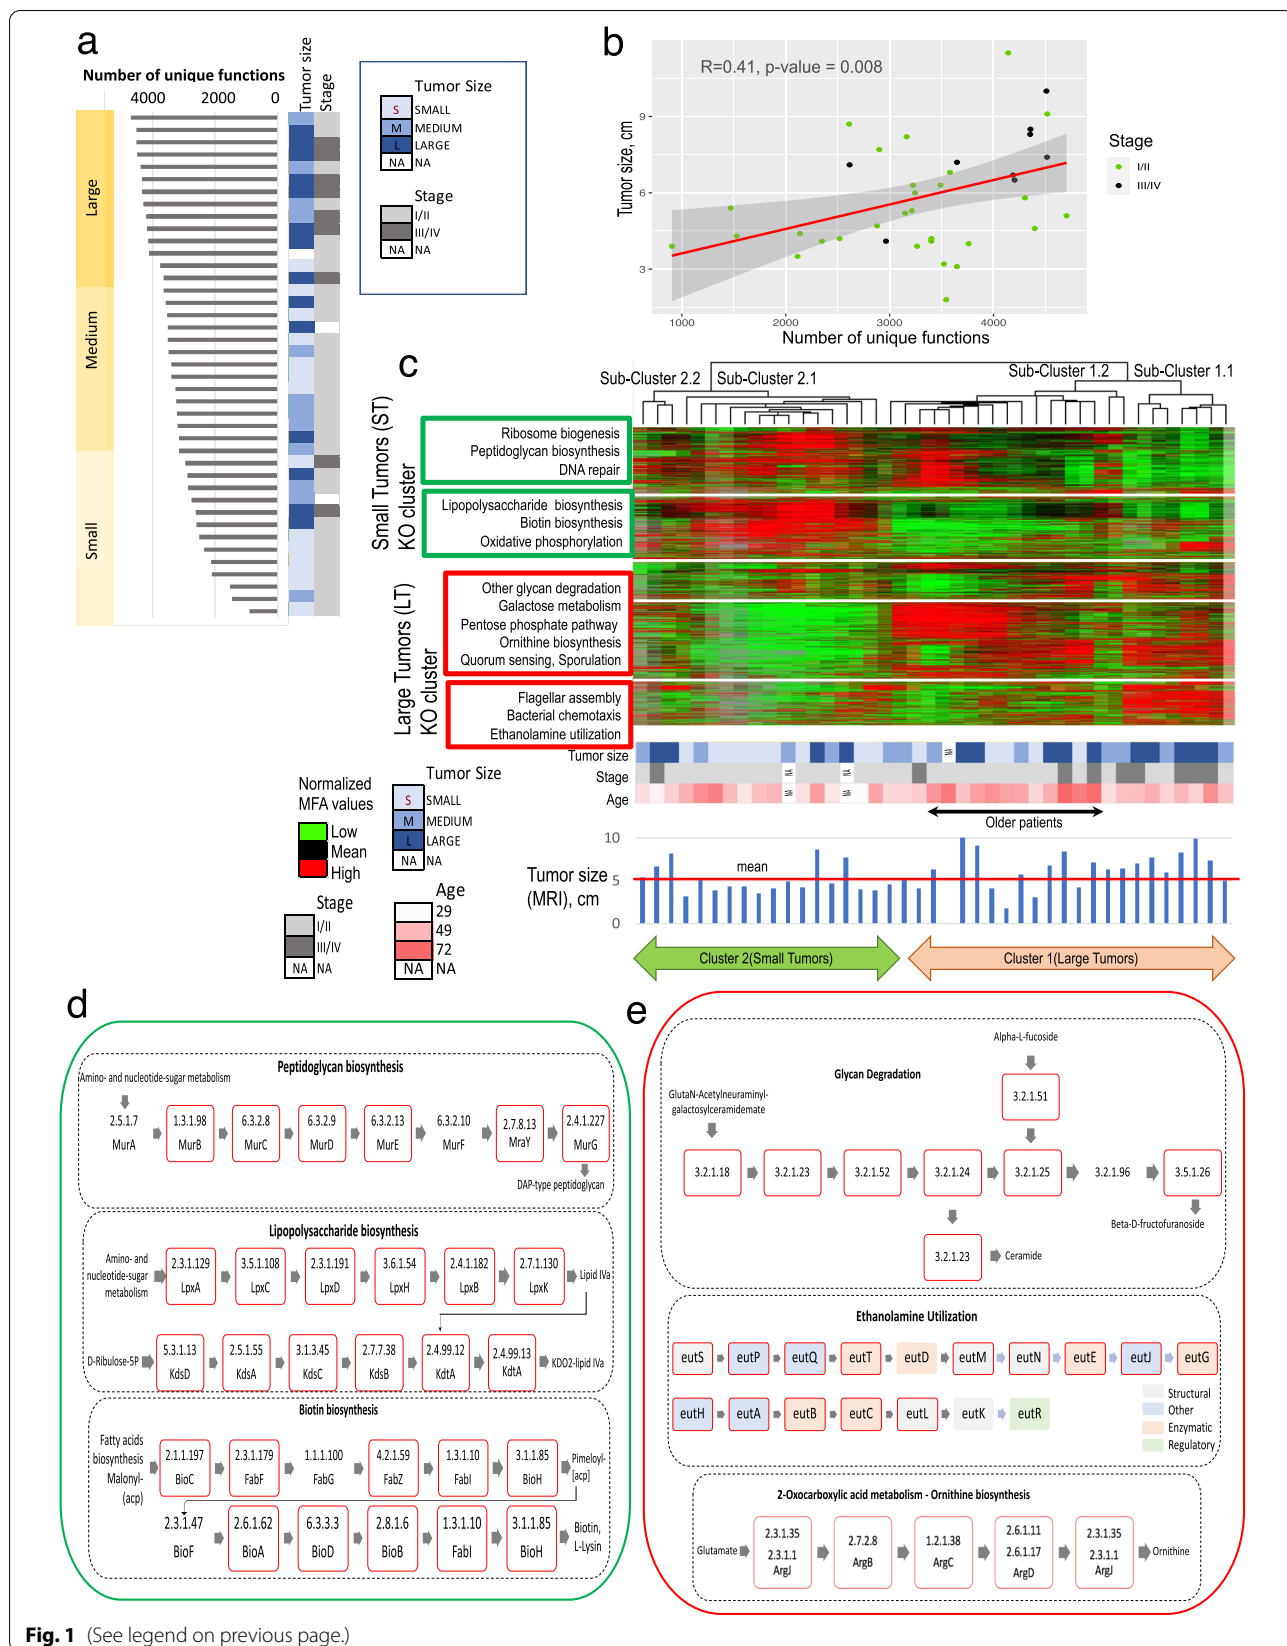 a
Number of unique functions
4000 2000 0
Tumor size
Stage
Large
Medium
Small
Tumor Size
S SMALL
M MEDIUM
L LARGE
NA NA
Stage
I/II
III/IV
NA NA
b
R=0.41, p-value = 0.008
Tumor size, cm
9
6
3
1000 2000 3000 4000
Number of unique functions
Stage
I/II
III/IV
c
Sub-Cluster 2.2 Sub-Cluster 2.1 Sub-Cluster 1.2 Sub-Cluster 1.1
Small Tumors (ST)
KO cluster
Ribosome biogenesis
Peptidoglycan biosynthesis
DNA repair
Lipopolysaccharide biosynthesis
Biotin biosynthesis
Oxidative phosphorylation
Large Tumors (LT)
KO cluster
Other glycan degradation
Galactose metabolism
Pentose phosphate pathway
Ornithine biosynthesis
Quorum sensing, Sporulation
Flagellar assembly
Bacterial chemotaxis
Ethanolamine utilization
Tumor size NA
Stage NA NA
Age NA NA
Older patients
Normalized
MFA values
Low
Mean
High
Tumor Size
S SMALL
M MEDIUM
L LARGE
NA NA
Stage
I/II
III/IV
NA NA
Age
29
49
72
NA NA
Tumor size
(MRI), cm
10
5
0
mean
Cluster 2(Small Tumors)
Cluster 1(Large Tumors)
d
Peptidoglycan biosynthesis
Amino- and nucleotide-sugar metabolism
2.5.1.7 1.3.1.98 6.3.2.8 6.3.2.9 6.3.2.13 6.3.2.10 2.7.8.13 2.4.1.227
MurA MurB MurC MurD MurE MurF MraY MurG
DAP-type peptidoglycan
Lipopolysaccharide biosynthesis
Amino- and
nucleotide-sugar
metabolism
2.3.1.129 3.5.1.108 2.3.1.191 3.6.1.54 2.4.1.182 2.7.1.130
LpxA LpxC LpxD LpxH LpxB LpxK
Lipid IVa
D-Ribulose-5P
5.3.1.13 2.5.1.55 3.1.3.45 2.7.7.38 2.4.99.12 2.4.99.13
KdsD KdsA KdsC KdsB KdtA KdtA
KDO2-lipid IVa
Biotin biosynthesis
Fatty acids
biosynthesis
Malonyl-
(acp)
2.1.1.197 2.3.1.179 1.1.1.100 4.2.1.59 1.3.1.10 3.1.1.85
BioC FabF FabG FabZ FabI BioH
Pimeloyl-
[acp]
2.3.1.47 2.6.1.62 6.3.3.3 2.8.1.6 1.3.1.10 3.1.1.85
BioF BioA BioD BioB FabI BioH
Biotin,
L-Lysin
e
Glycan Degradation
Alpha-L-fucoside
3.2.1.51
GlutaN-Acetylneuraminyl-
galactosylceramidemate
3.2.1.18 3.2.1.23 3.2.1.52 3.2.1.24 3.2.1.25 3.2.1.96 3.5.1.26
Beta-D-fructofuranoside
3.2.1.23 Ceramide
Ethanolamine Utilization
eutS eutP eutQ eutT eutD eutM eutN eutE eutJ eutG
eutH eutA eutB eutC eutL eutK eutR
Structural
Other
Enzymatic
Regulatory
2-Oxocarboxylic acid metabolism - Ornithine biosynthesis
Glutamate
2.3.1.35 2.7.2.8 1.2.1.38 2.6.1.11 2.3.1.35
2.3.1.1 ArgB ArgC 2.6.1.17 2.3.1.1
ArgJ ArgD ArgJ
Ornithine
Fig. 1 (See legend on previous page.)